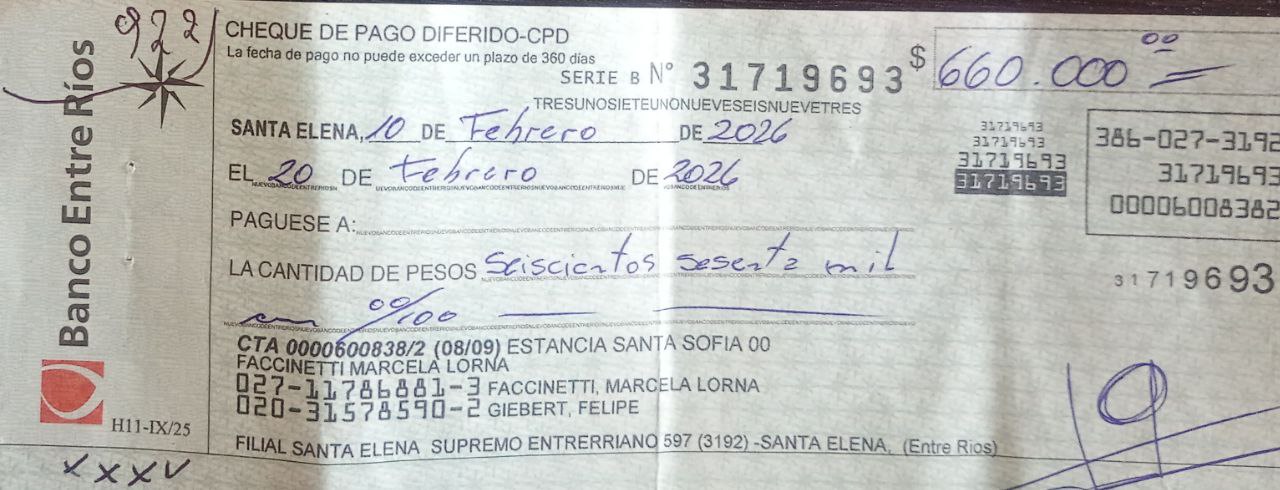 922
Banco Entre Ríos
H11-IX/25
XXXV
CHEQUE DE PAGO DIFERIDO-CPD
La fecha de pago no puede exceder un plazo de 360 días
SERIE B Nº 31719693
$ 660.000 00
TRESUNOSIETEUNONUEVESEISNUEVETRES
SANTA ELENA, 10 DE Febrero DE 2026
EL 20 DE Febrero DE 2026
31719693
31719693
31719693
31719693
386-027-3192
31719693
00006008382
PAGUESE A:
LA CANTIDAD DE PESOS Seiscientos sesenta mil
con 00/100
31719693
CTA 0000600838/2 (08/09) ESTANCIA SANTA SOFIA 00
FACCINETTI MARCELA LORNA
027-11786881-3 FACCINETTI, MARCELA LORNA
020-31578590-2 GIEBERT, FELIPE
FILIAL SANTA ELENA SUPREMO ENTRERRIANO 597 (3192) -SANTA ELENA, (Entre Rios)